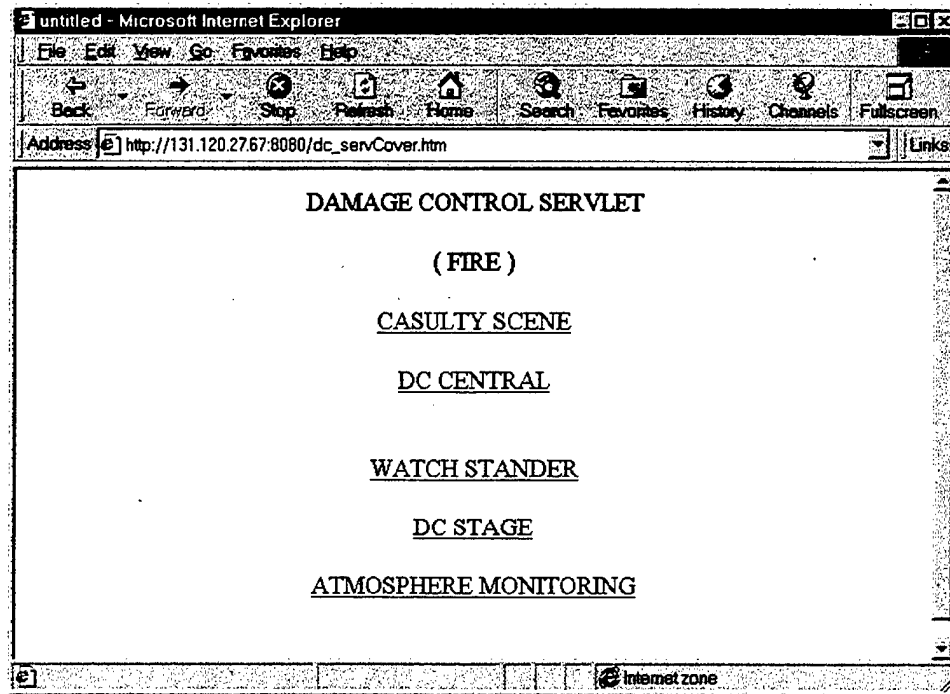 untitled - Microsoft Internet Explorer
File Edit View Go Favorites Help
Back Forward Stop Refresh Home Search Favorites History Channels Fullscreen
Address http://131.120.27.67:8080/dc_servCover.htm Links
DAMAGE CONTROL SERVLET
( FIRE )
CASULTY SCENE
DC CENTRAL
WATCH STANDER
DC STAGE
ATMOSPHERE MONITORING
Internet zone